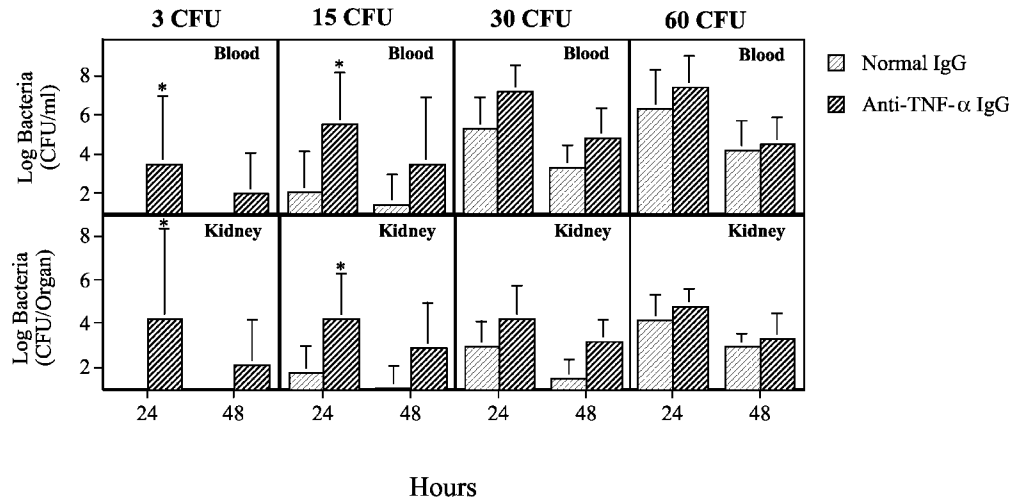 3 CFU 15 CFU 30 CFU 60 CFU
Log Bacteria
(CFU/ml)
8
6
4
2
*
Blood
*
Blood
Blood
Blood
Normal IgG
Anti-TNF-α IgG
Log Bacteria
(CFU/Organ)
8
6
4
2
*
Kidney
*
Kidney
Kidney
Kidney
24 48 24 48 24 48 24 48
Hours